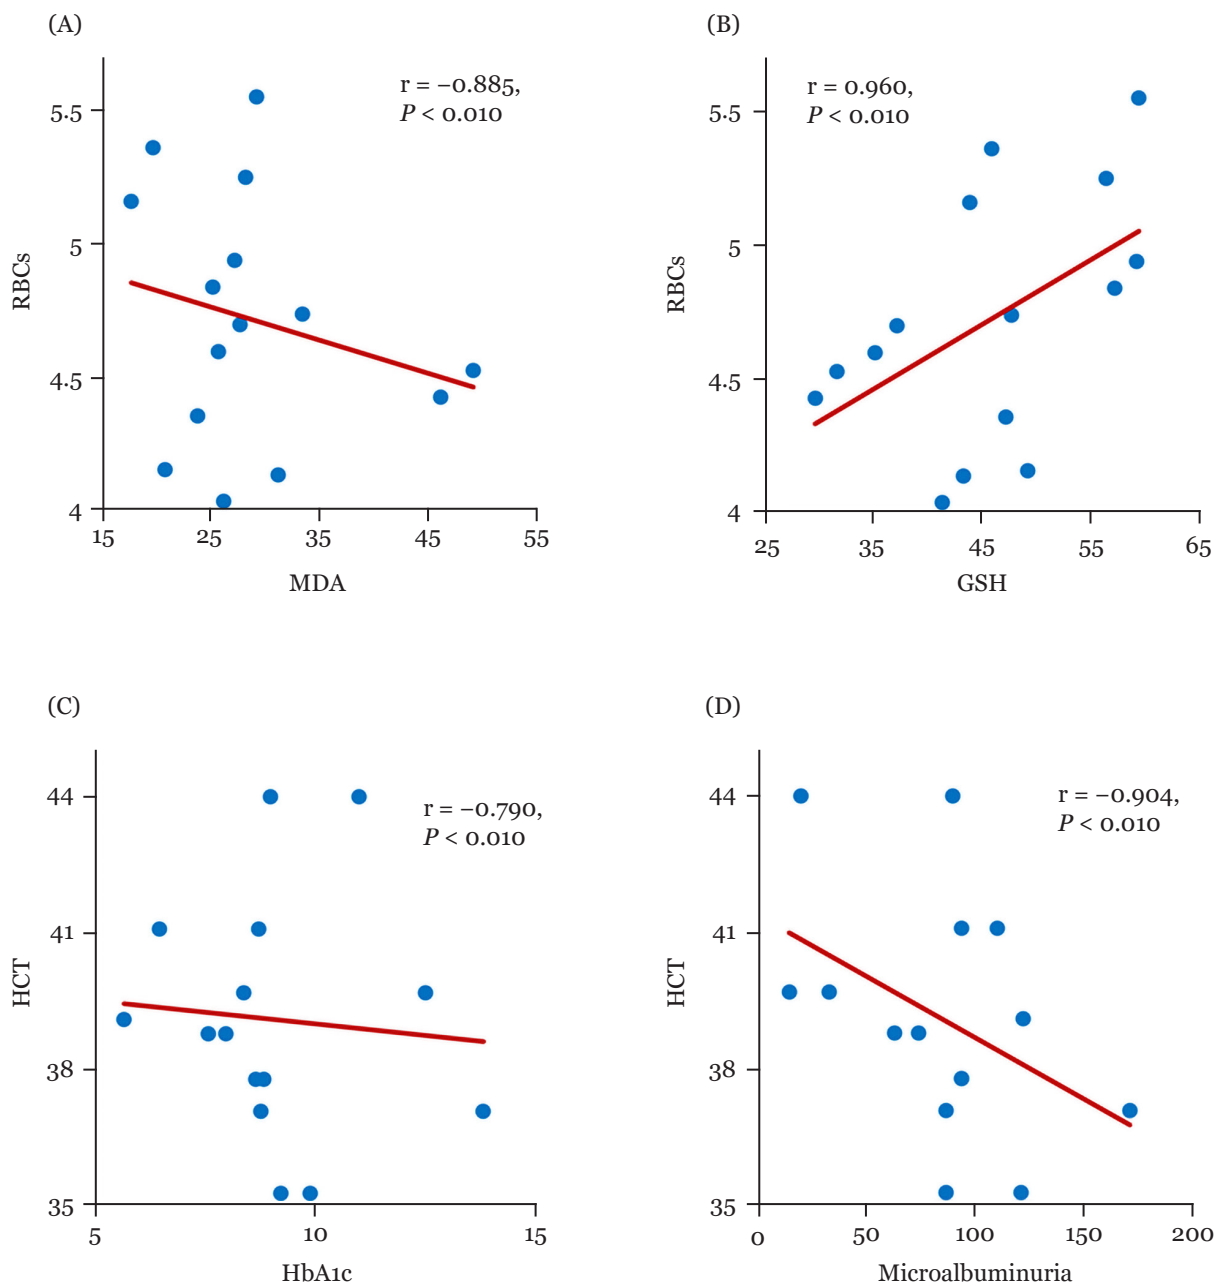 (A)
r = −0.885,
P < 0.010
5.5
5
4.5
4
RBCs
15 25 35 45 55
MDA
(B)
r = 0.960,
P < 0.010
5.5
5
4.5
4
RBCs
25 35 45 55 65
GSH
(C)
r = −0.790,
P < 0.010
44
41
38
35
HCT
5 10 15
HbA1c
(D)
r = −0.904,
P < 0.010
44
41
38
35
HCT
0 50 100 150 200
Microalbuminuria